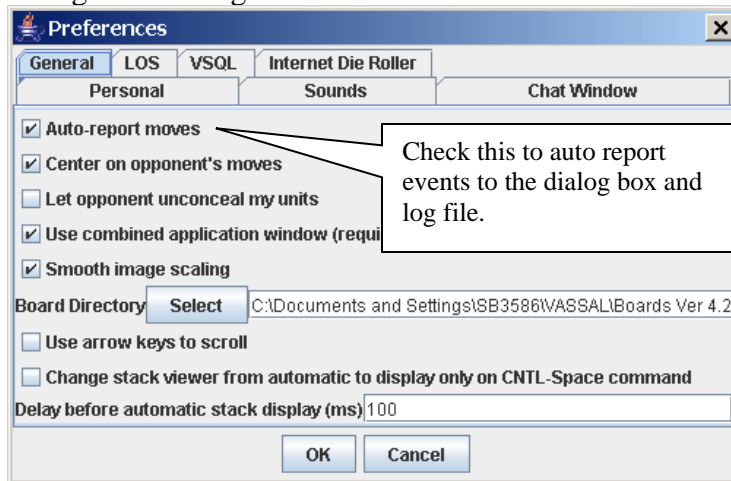 Preferences
General LOS VSQL Internet Die Roller
Personal Sounds Chat Window
Auto-report moves
Check this to auto report
events to the dialog box and
log file.
Center on opponent's moves
Let opponent unconceal my units
Use combined application window (requi
Smooth image scaling
Board Directory Select C:\Documents and Settings\SB3586\VASSAL\Boards Ver 4.2
Use arrow keys to scroll
Change stack viewer from automatic to display only on CNTL-Space command
Delay before automatic stack display (ms) 100
OK Cancel